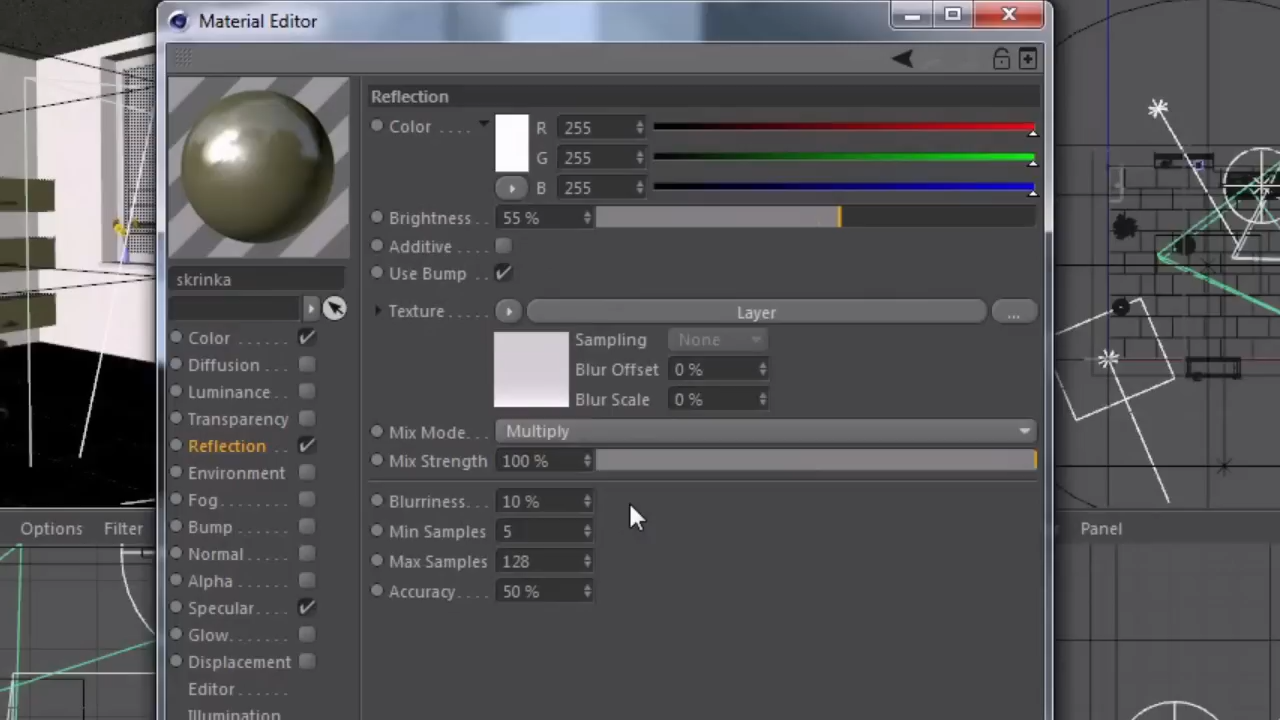 Material Editor
Reflection
Color . . . .
R 255
G 255
B 255
Brightness . . 55 %
Additive . . . .
Use Bump . .
Texture . . . . .
Layer
...
Sampling None
Blur Offset 0 %
Blur Scale 0 %
Mix Mode. . . Multiply
Mix Strength 100 %
Blurriness. . . 10 %
Min Samples 5
Max Samples 128
Accuracy. . . . 50 %
skrinka
Color . . . . . .
Diffusion . . .
Luminance . .
Transparency
Reflection . .
Environment
Fog. . . . . . . .
Bump . . . . . .
Normal . . . . .
Alpha . . . . . .
Specular. . . .
Glow. . . . . . .
Displacement
Editor . . . . . .
Illumination
Options Filter
Panel